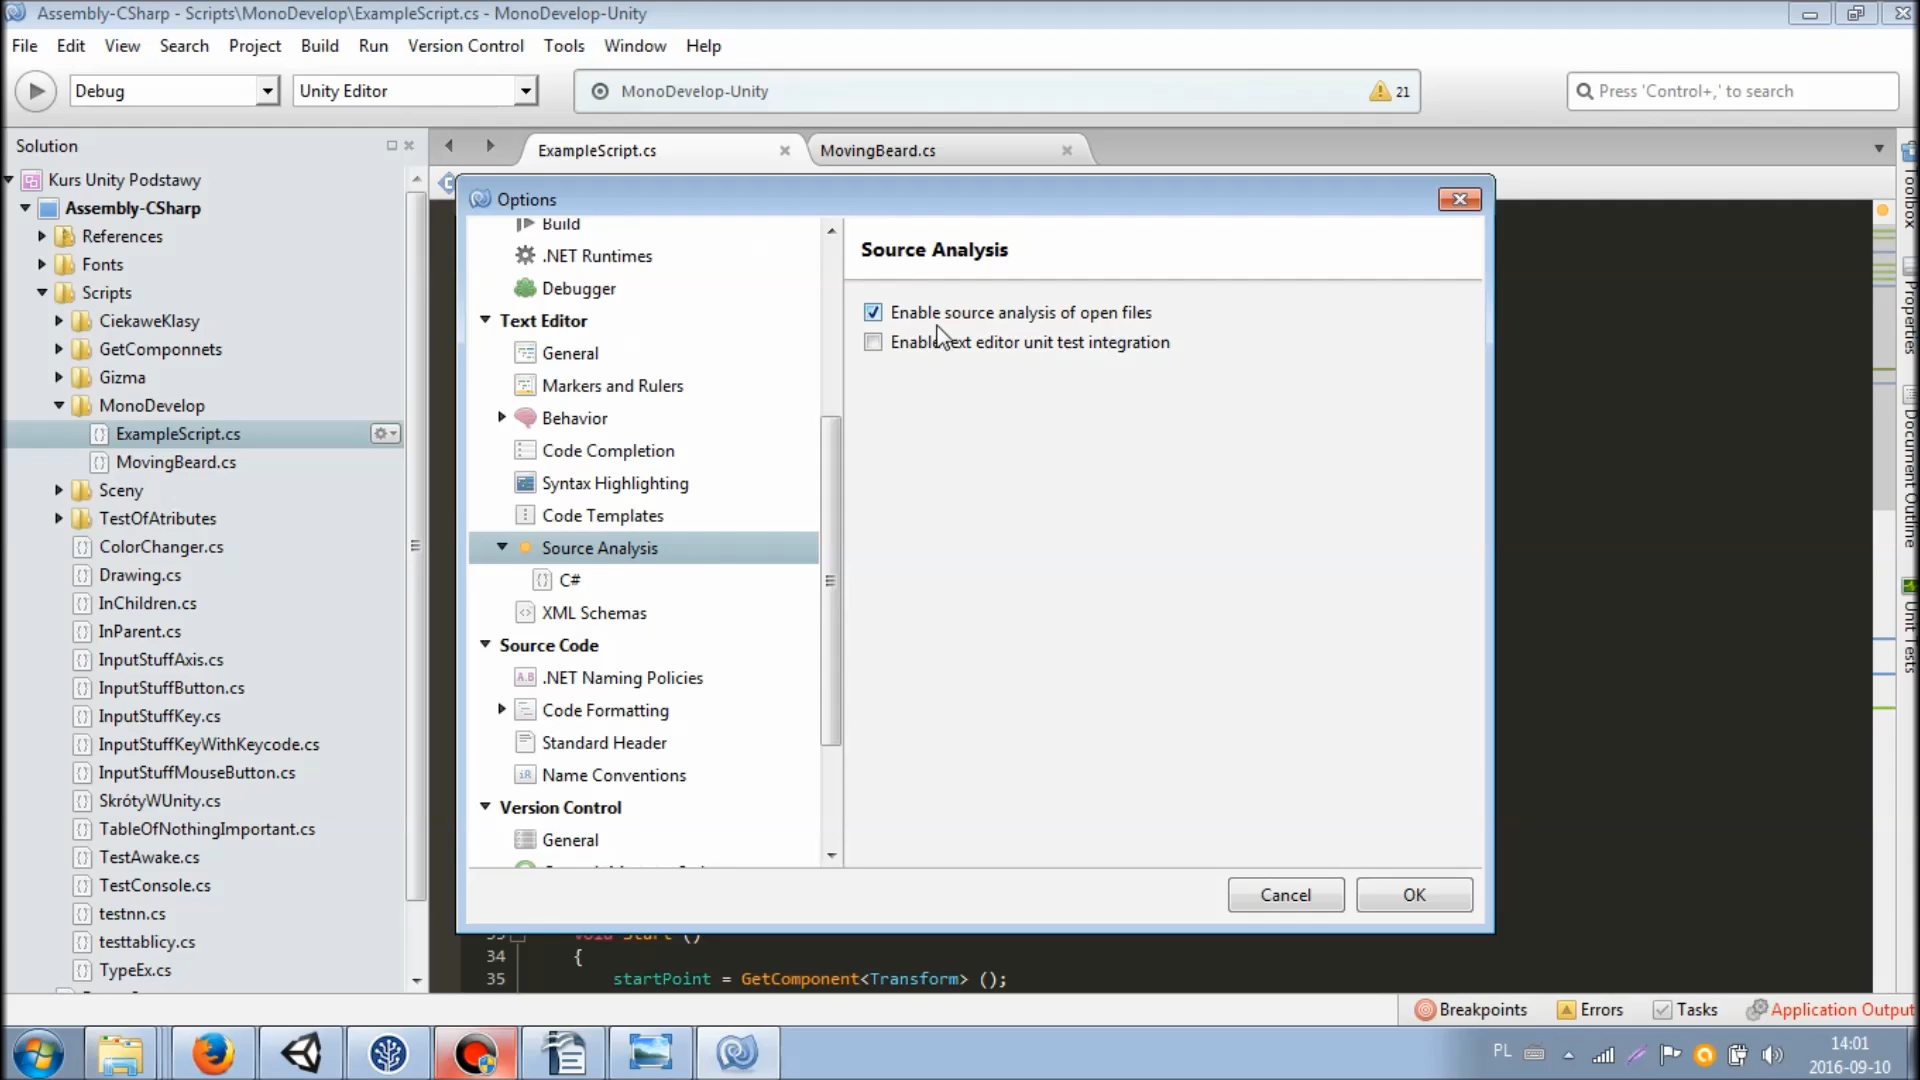 Assembly-CSharp - Scripts\MonoDevelop\ExampleScript.cs - MonoDevelop-Unity
File Edit View Search Project Build Run Version Control Tools Window Help
Debug Unity Editor MonoDevelop-Unity 21 Press 'Control+,' to search
Solution
ExampleScript.cs MovingBeard.cs
Kurs Unity Podstawy
Assembly-CSharp
References
Fonts
Scripts
CiekaweKlasy
GetComponnets
Gizma
MonoDevelop
ExampleScript.cs
MovingBeard.cs
Sceny
TestOfAtributes
ColorChanger.cs
Drawing.cs
InChildren.cs
InParent.cs
InputStuffAxis.cs
InputStuffButton.cs
InputStuffKey.cs
InputStuffKeyWithKeycode.cs
InputStuffMouseButton.cs
SkrótyWUnity.cs
TableOfNothingImportant.cs
TestAwake.cs
TestConsole.cs
testnn.cs
testtablicy.cs
TypeEx.cs
Options
Build
.NET Runtimes
Debugger
Text Editor
General
Markers and Rulers
Behavior
Code Completion
Syntax Highlighting
Code Templates
Source Analysis
C#
XML Schemas
Source Code
.NET Naming Policies
Code Formatting
Standard Header
Name Conventions
Version Control
General
Source Analysis
Enable source analysis of open files
Enable text editor unit test integration
Cancel OK
33 void Start ()
34 {
35 startPoint = GetComponent<Transform> ();
Toolbox
Properties
Document Outline
Unit Tests
Breakpoints Errors Tasks Application Output
PL
14:01
2016-09-10